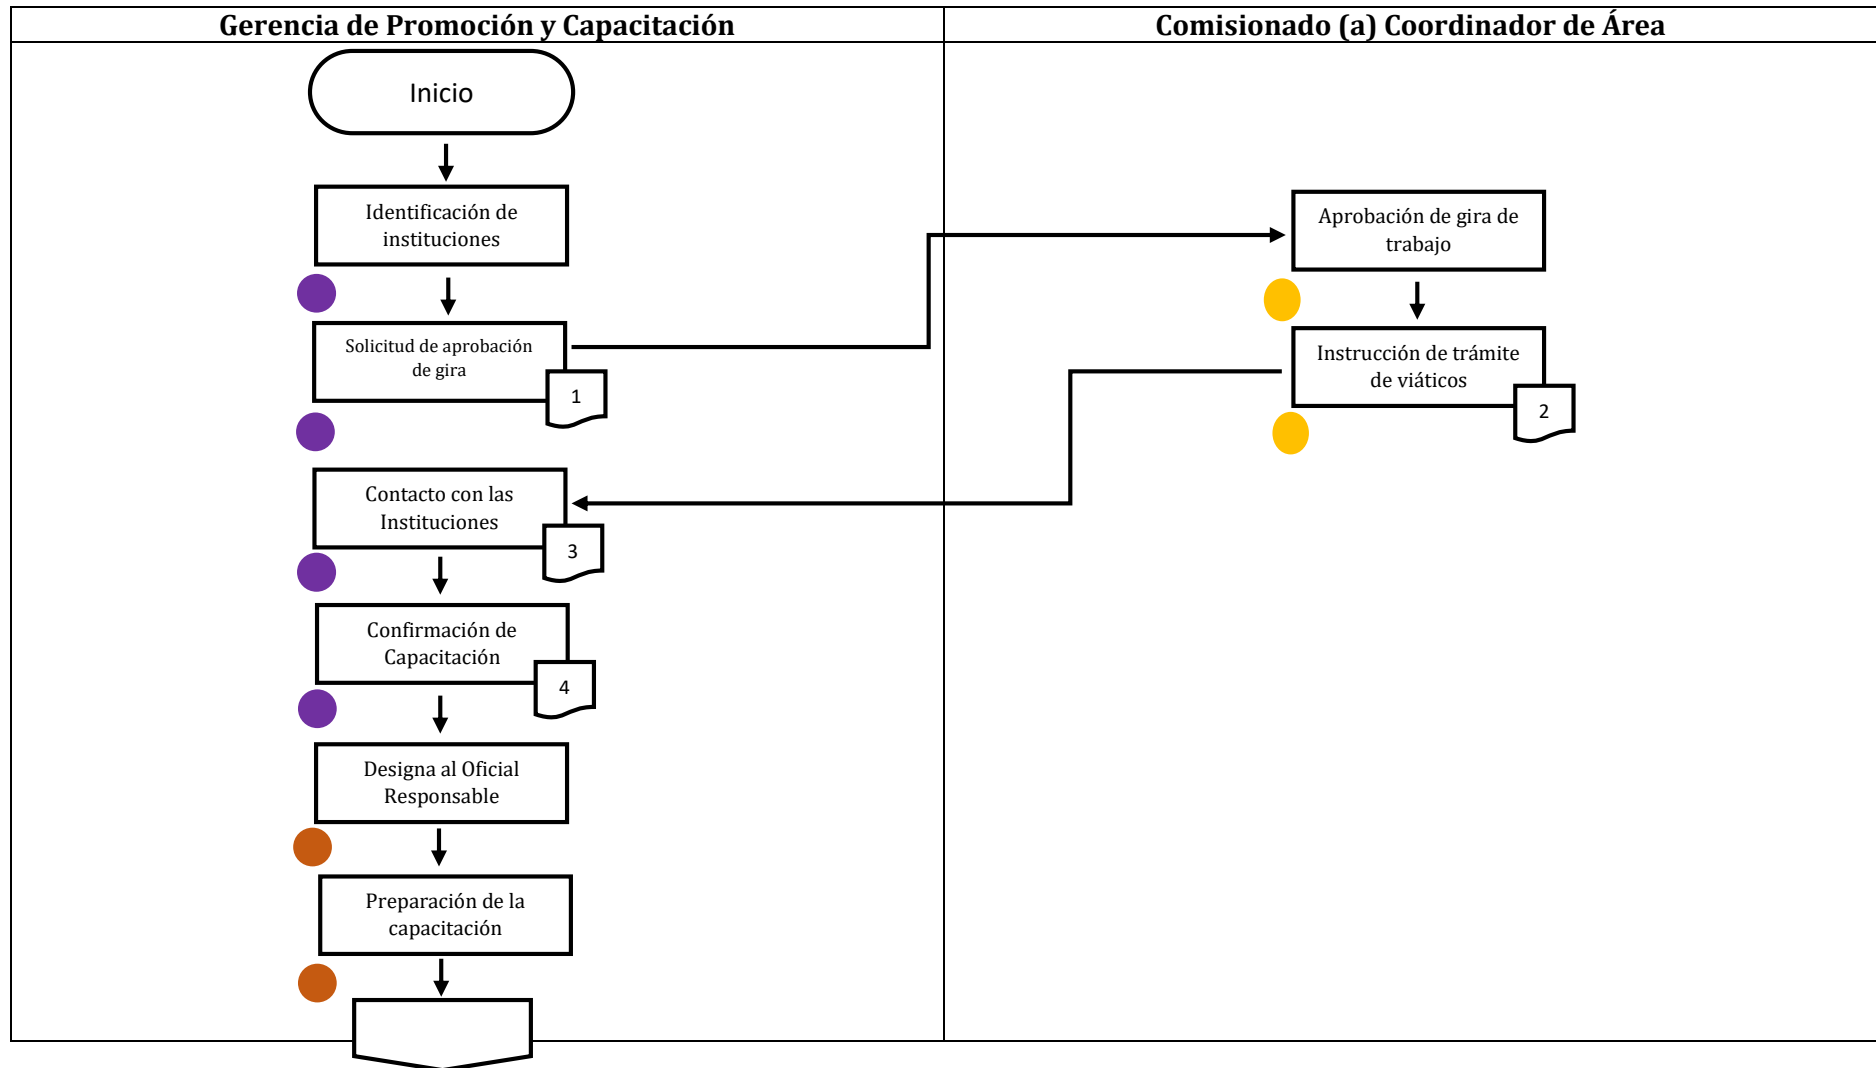 Gerencia de Promoción y Capacitación
Comisionado (a) Coordinador de Área
Inicio
Identificación de
instituciones
Solicitud de aprobación
de gira
1
Aprobación de gira de
trabajo
Instrucción de trámite
de viáticos
2
Contacto con las
Instituciones
3
Confirmación de
Capacitación
4
Designa al Oficial
Responsable
Preparación de la
capacitación